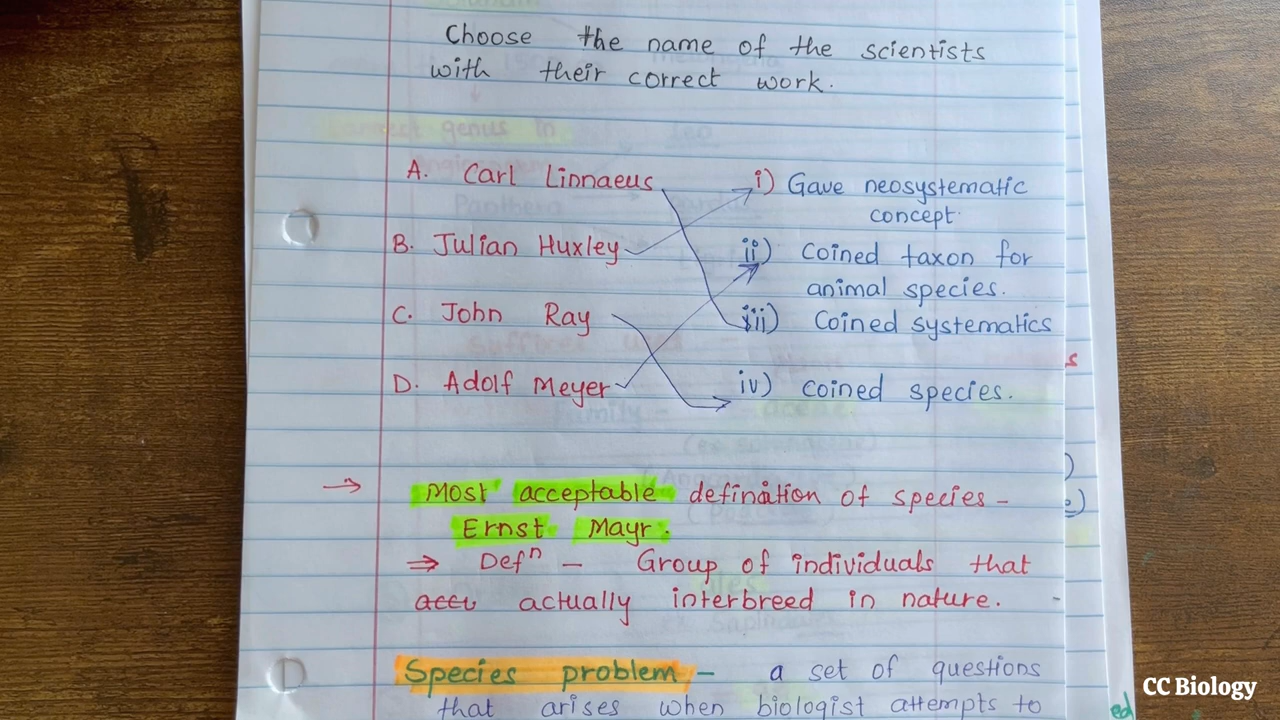 Choose the name of the scientists
with their correct work.
A. Carl Linnaeus
i) Gave neosystematic
concept.
B. Julian Huxley
ii) Coined taxon for
animal species.
C. John Ray
iii) Coined systematics
D. Adolf Meyer
iv) coined species.
→ Most acceptable defination of species -
Ernst Mayr.
⇒ Defⁿ - Group of individuals that
actually interbreed in nature.
Species problem - a set of questions
that arises when biologist attempts to
CC Biology